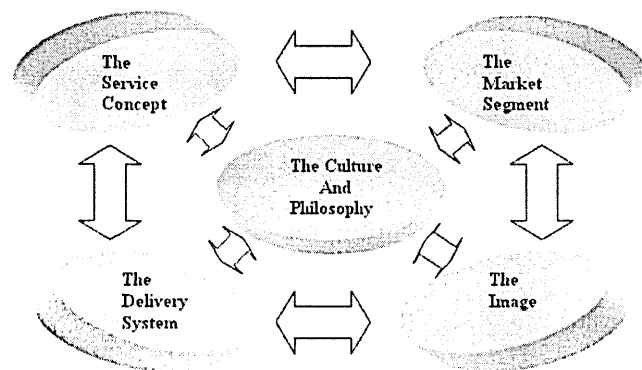 The
Service
Concept
The
Market
Segment
The Culture
And
Philosophy
The
Delivery
System
The
Image